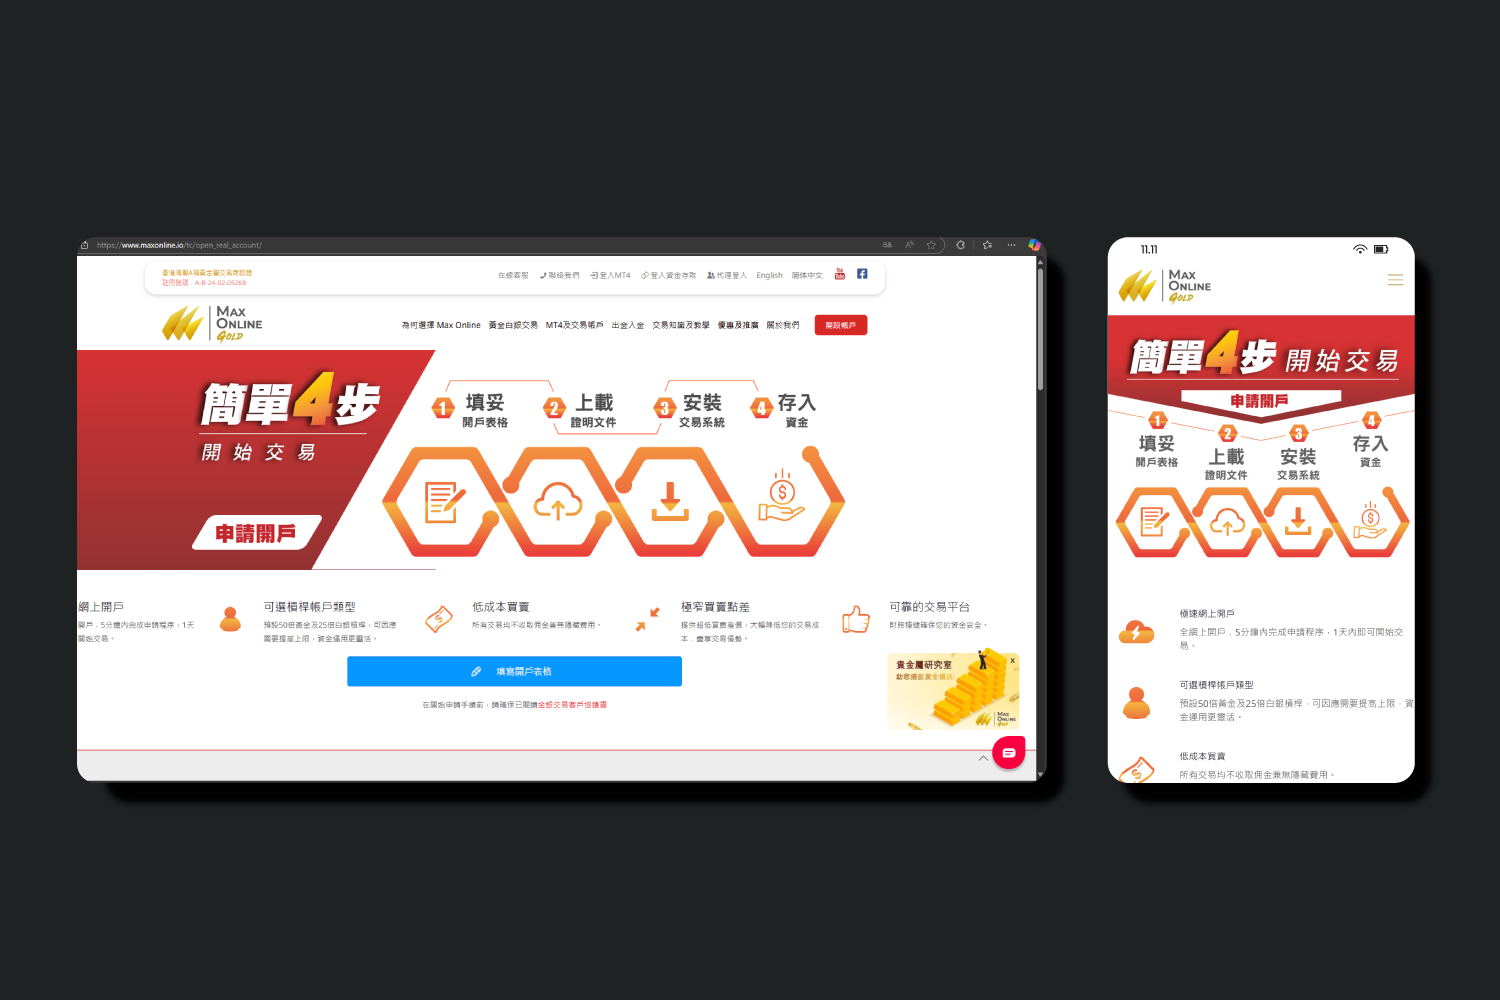 https://www.maxonline.io/tc/open_real_account/
註冊號碼：A-B-24-02-05268
在線客服 聯絡我們 登入MT4 登入資金存取 代理登入 English 简体中文
MAX
ONLINE
GOLD
為何選擇 Max Online 黃金白銀交易 MT4及交易帳戶 出金入金 交易知識及教學 優惠及推廣 關於我們 開設帳戶
簡單4步
開始交易
申請開戶
1 填妥 2 上載 3 安裝 4 存入
開戶表格 證明文件 交易系統 資金
網上開戶
開戶，5分鐘內完成申請程序，1天
開始交易。
可選槓桿帳戶類型
預設50倍黃金及25倍白銀槓桿，可因應
需要提高上限，資金運用更靈活。
低成本買賣
所有交易均不收取佣金兼無隱藏費用。
極窄買賣點差
提供超低買賣差價，大幅降低您的交易成
本，盡享交易優勢。
可靠的交易平台
財務穩健確保您的資金安全。
填寫開戶表格
在開始申請手續前，請確保已閱讀金銀交易客戶協議書
貴金屬研究室 X
助您捕捉黃金機遇
MAX
ONLINE
GOLD
11.11
MAX
ONLINE
GOLD
簡單4步 開始交易
申請開戶
1 填妥 2 上載 3 安裝 4 存入
開戶表格 證明文件 交易系統 資金
極速網上開戶
全網上開戶，5分鐘內完成申請程序，1天內即可開始交
易。
可選槓桿帳戶類型
預設50倍黃金及25倍白銀槓桿，可因應需要提高上限，資
金運用更靈活。
低成本買賣
所有交易均不收取佣金兼無隱藏費用。